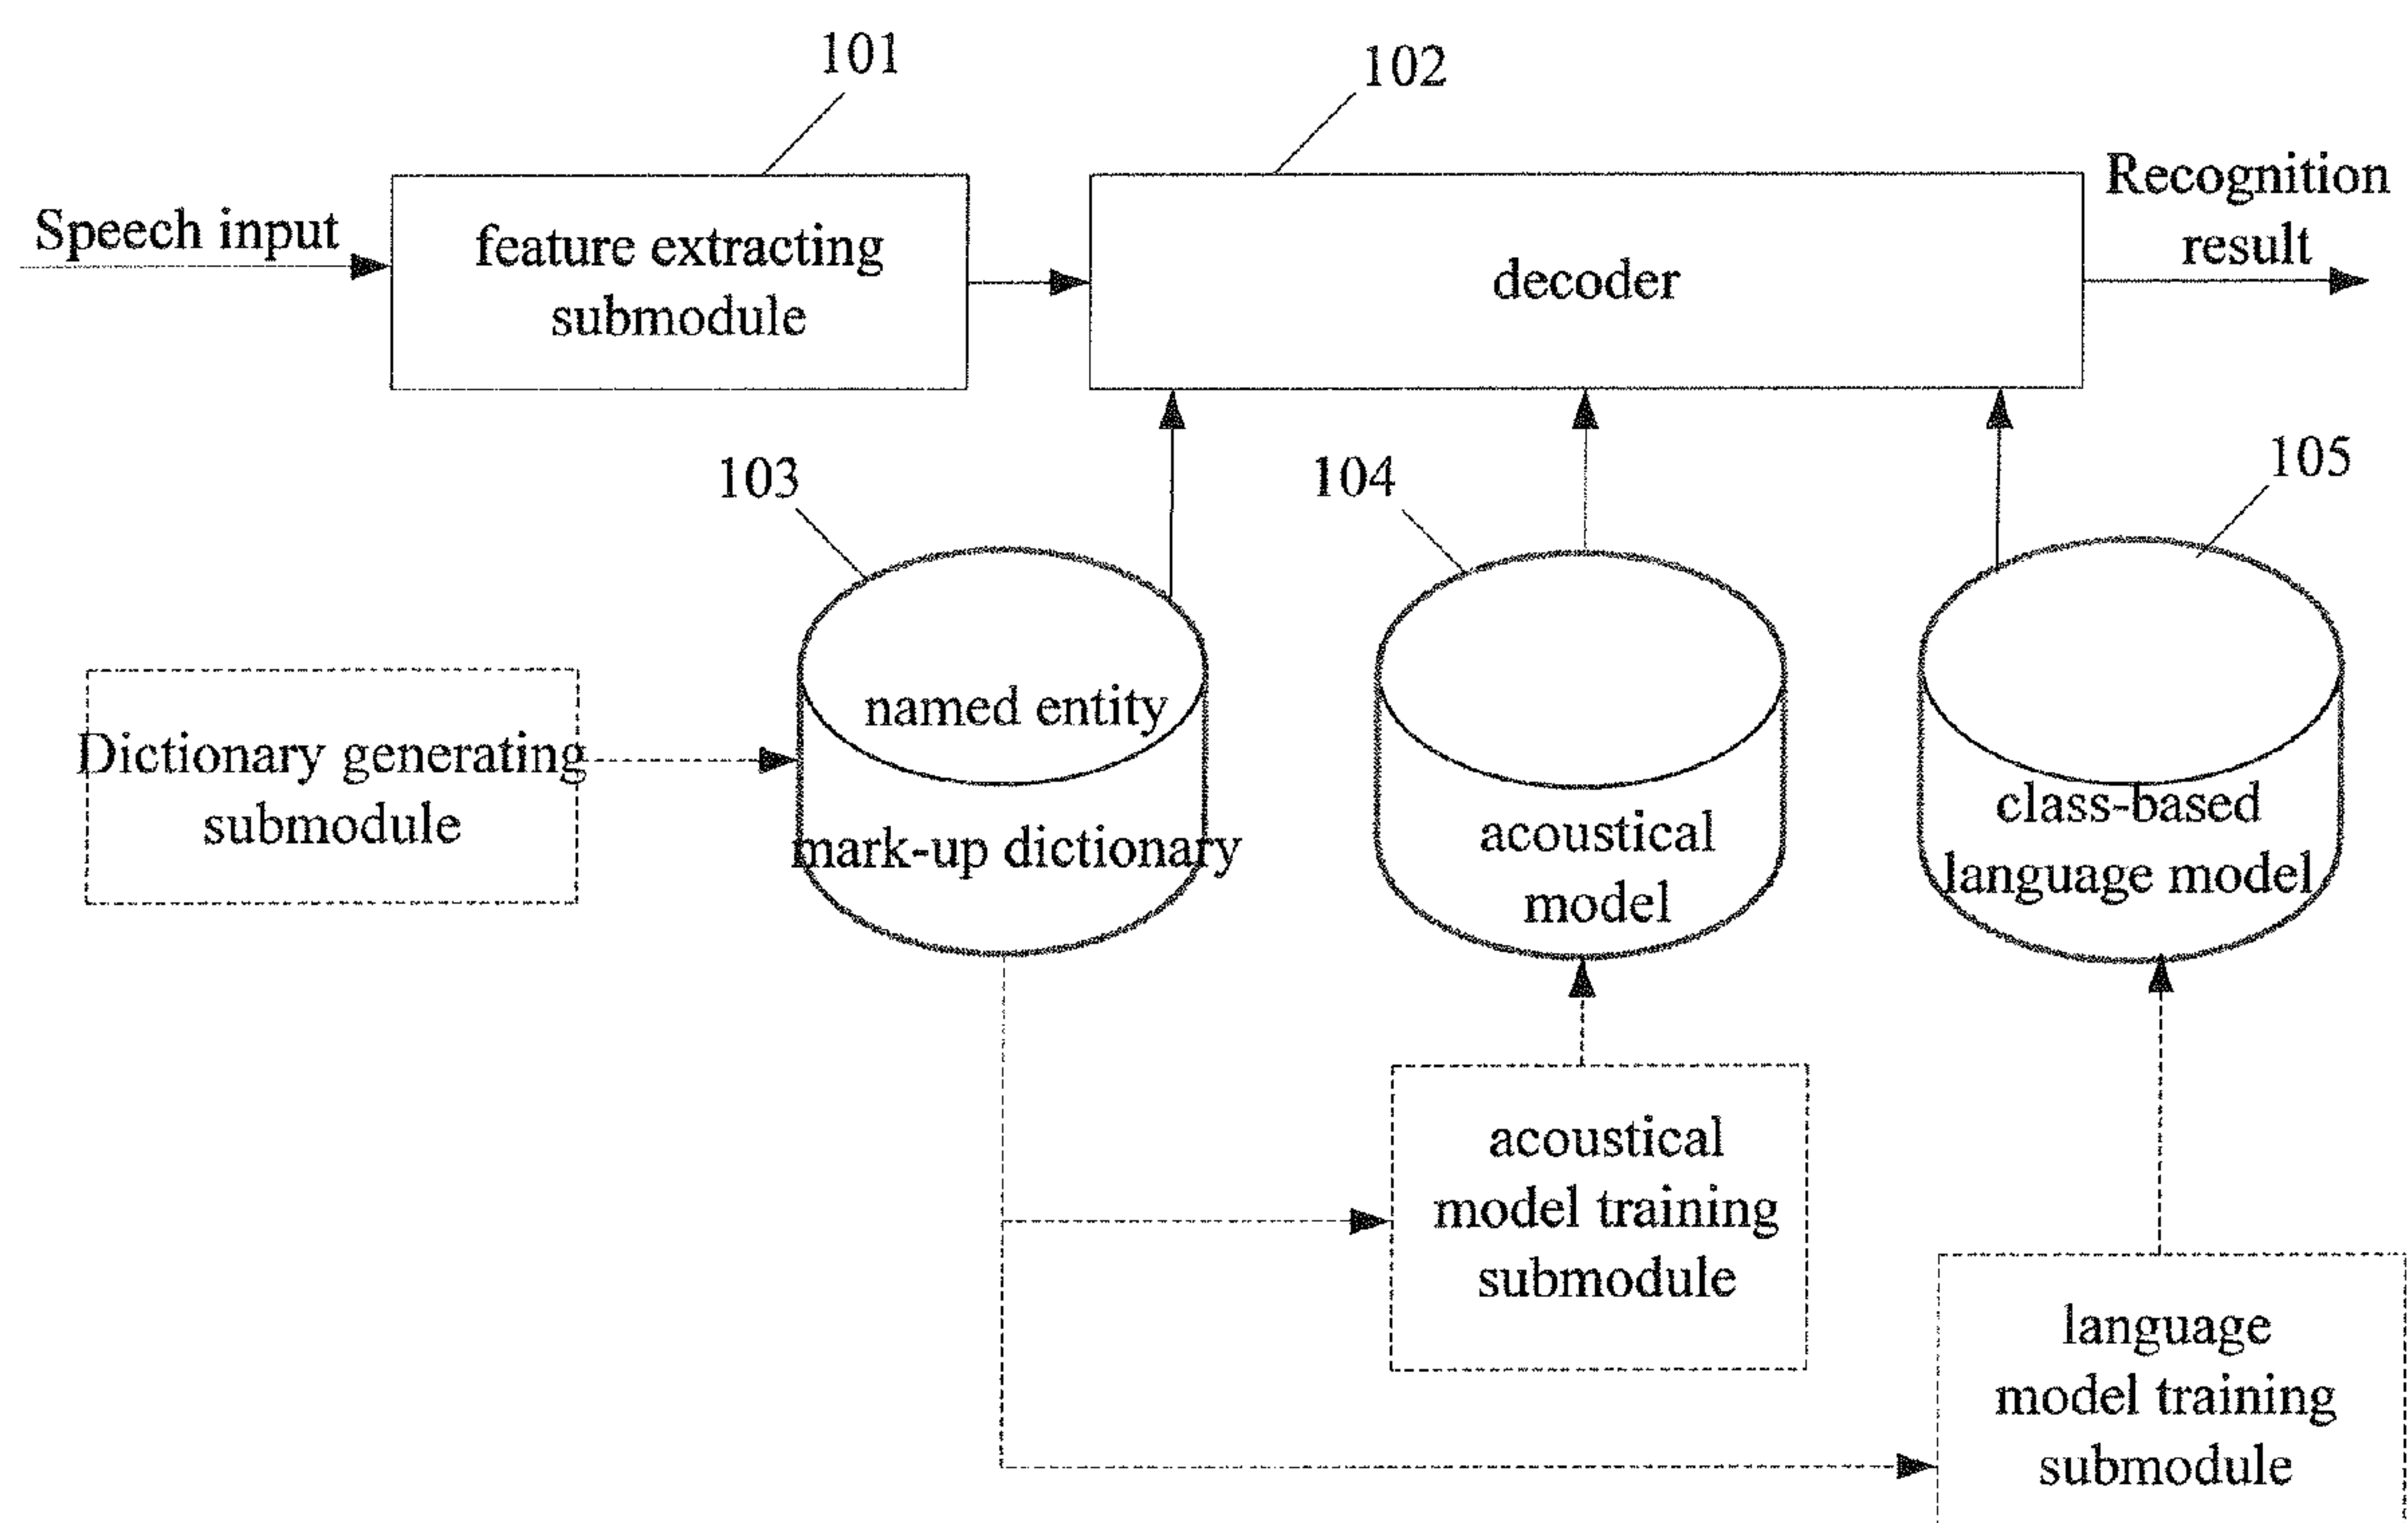 101
102
Speech input
feature extracting
submodule
decoder
Recognition
result
103
104
105
Dictionary generating
submodule
named entity
mark-up dictionary
acoustical
model
class-based
language model
acoustical
model training
submodule
language
model training
submodule